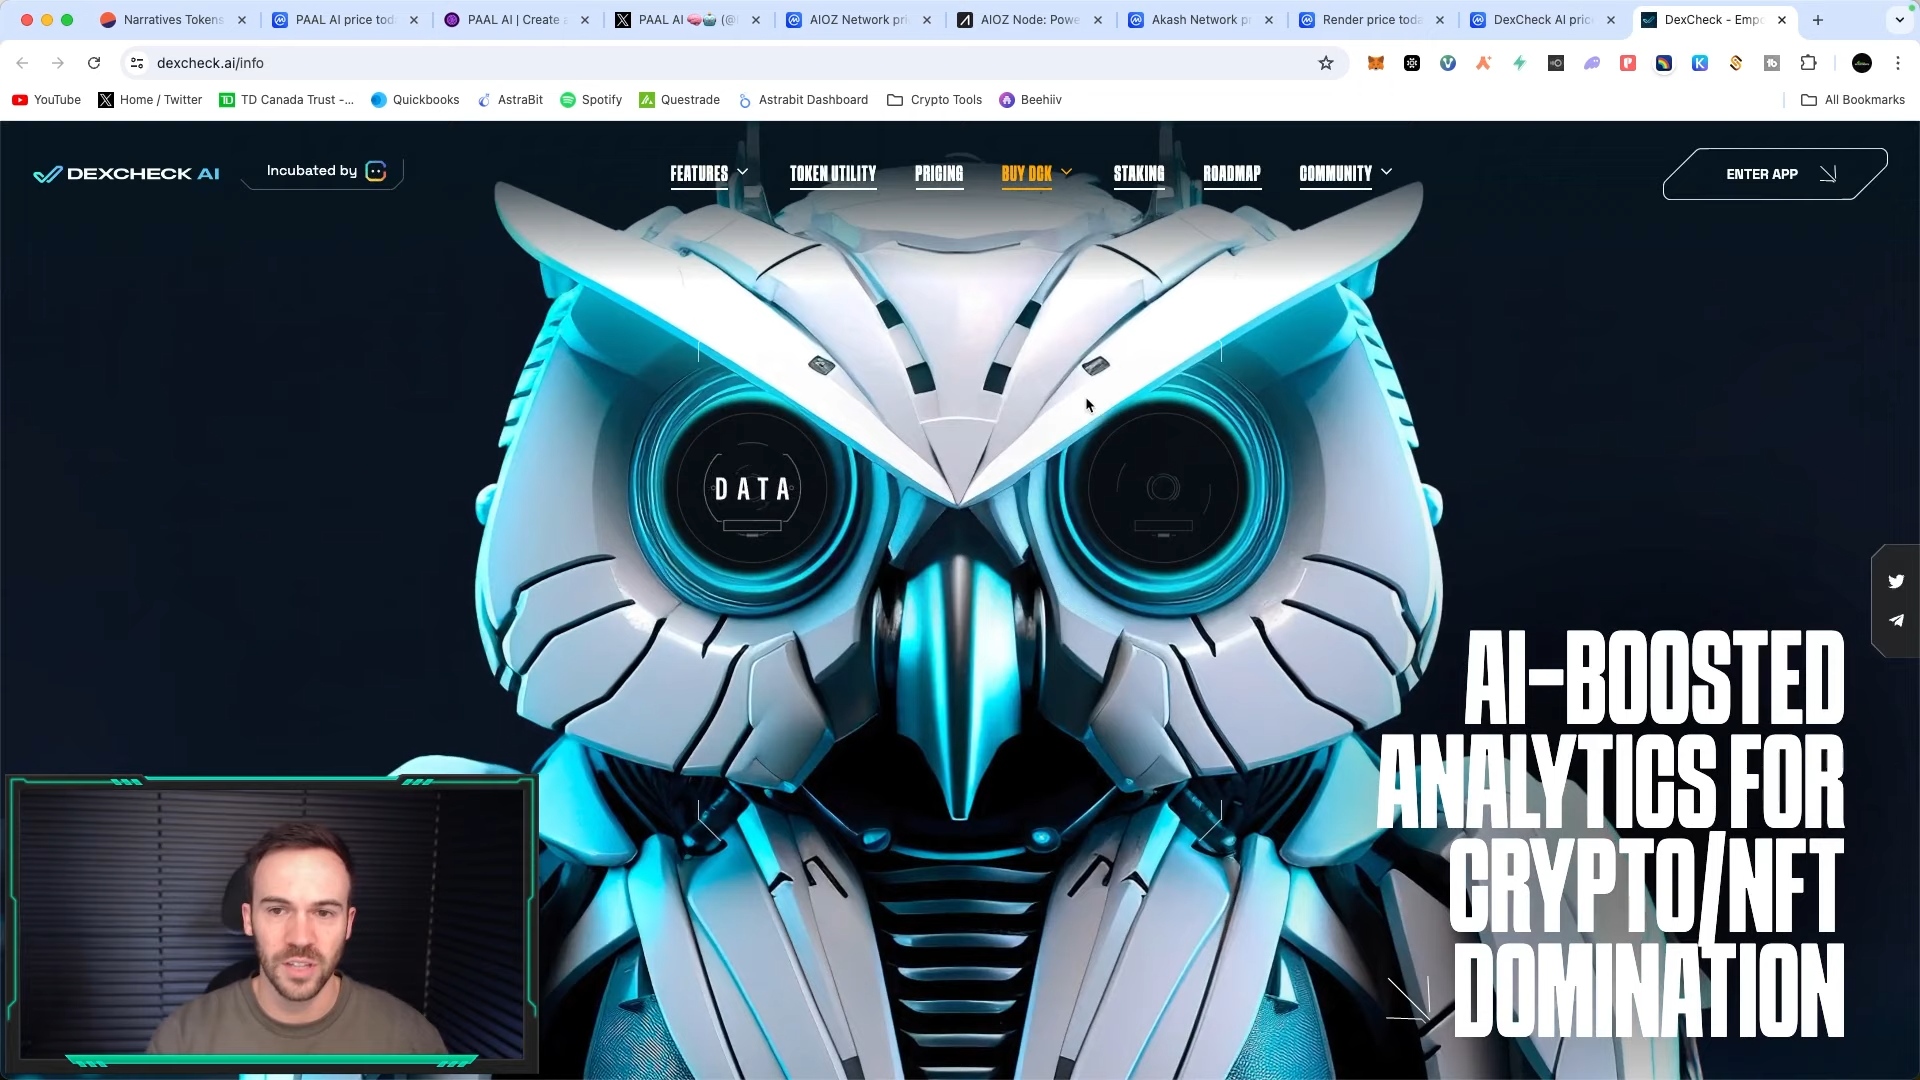 Narratives Tokens
PAAL AI price tod
PAAL AI | Create
PAAL AI
AIOZ Network pri
AIOZ Node: Powe
Akash Network p
Render price toda
DexCheck AI pric
DexCheck - Empo
dexcheck.ai/info
YouTube
Home / Twitter
TD Canada Trust -...
Quickbooks
AstraBit
Spotify
Questrade
Astrabit Dashboard
Crypto Tools
Beehiiv
All Bookmarks
DEXCHECK AI
Incubated by
FEATURES
TOKEN UTILITY
PRICING
BUY DCK
STAKING
ROADMAP
COMMUNITY
ENTER APP
DATA
AI-BOOSTED
ANALYTICS FOR
CRYPTO/NFT
DOMINATION